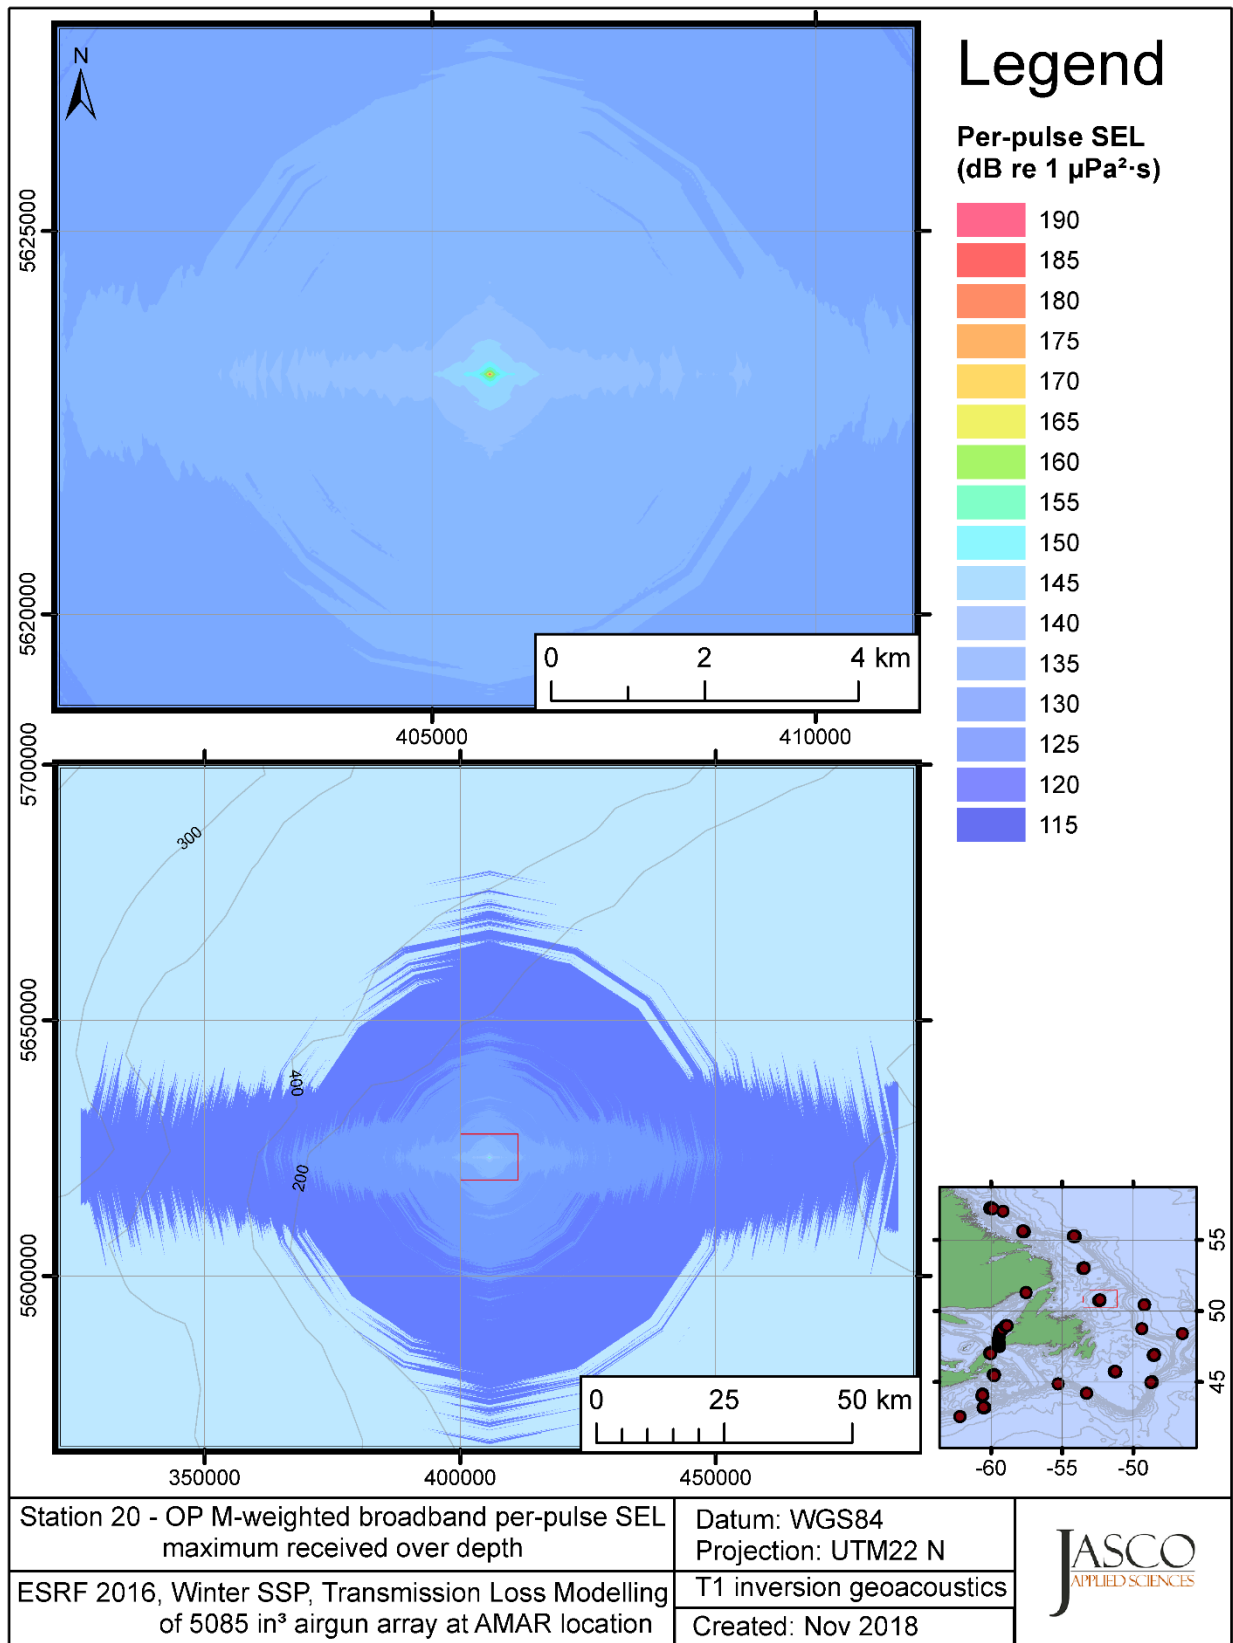 N
5625000
5620000
0 2 4 km
405000 410000
Legend
Per-pulse SEL
(dB re 1 µPa²·s)
190
185
180
175
170
165
160
155
150
145
140
135
130
125
120
115
5700000
5650000
5600000
300
400
200
0 25 50 km
350000 400000 450000
55
50
45
-60 -55 -50
Station 20 - OP M-weighted broadband per-pulse SEL
maximum received over depth
ESRF 2016, Winter SSP, Transmission Loss Modelling
of 5085 in³ airgun array at AMAR location
Datum: WGS84
Projection: UTM22 N
T1 inversion geoacoustics
Created: Nov 2018
JASCO
APPLIED SCIENCES